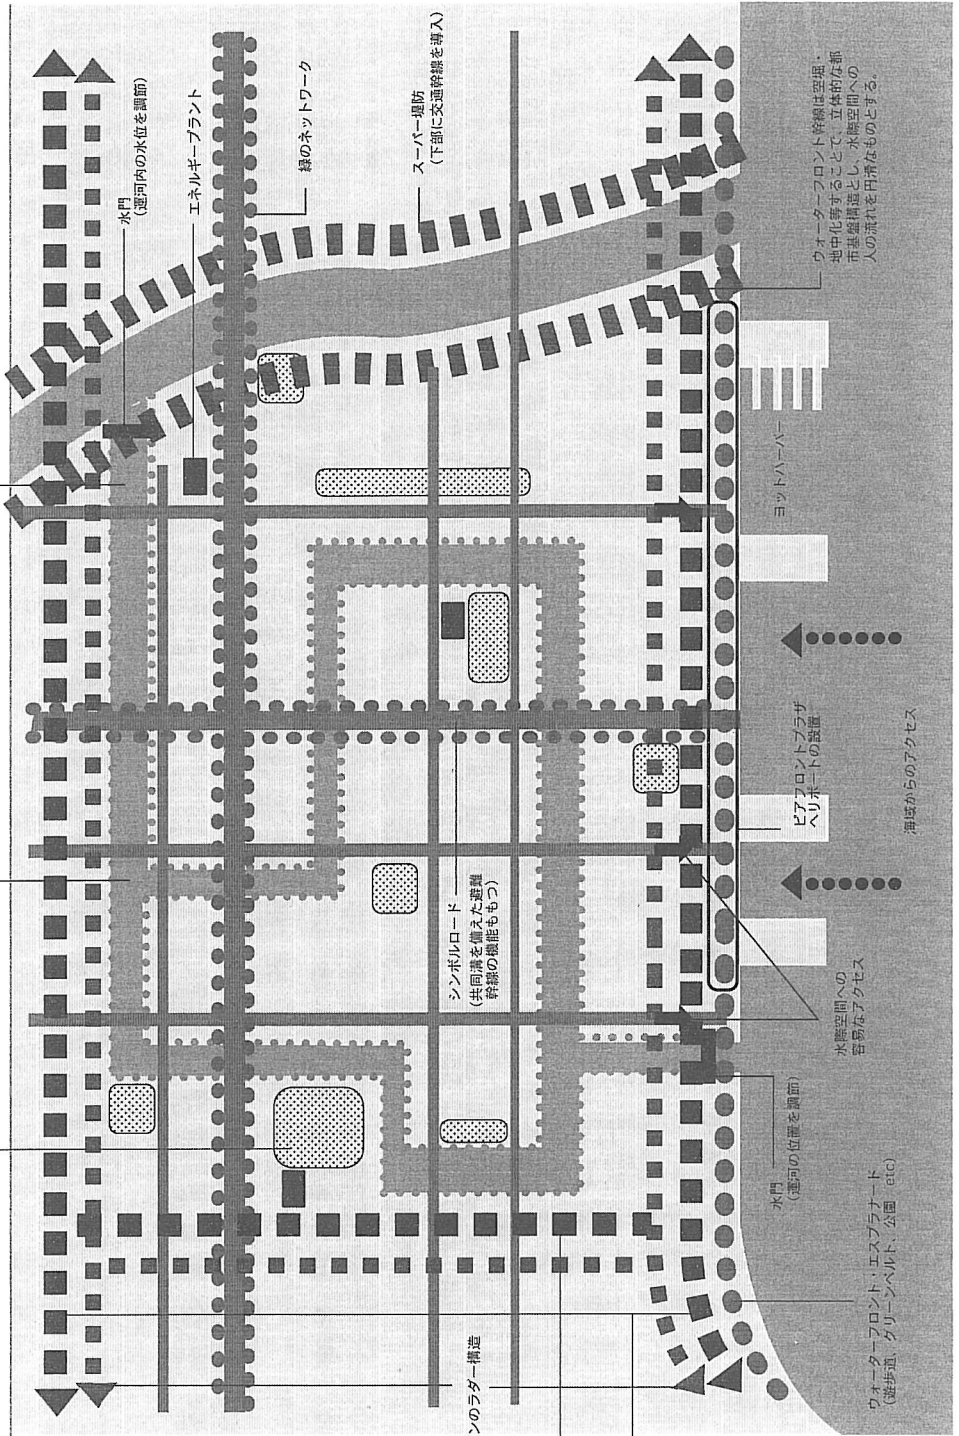 水門
(運河内の水位を調節)
エネルギープラント
緑のネットワーク
スーパー堤防
(下部に交通幹線を導入)
ウォーターフロント幹線は空堀・
地中化等することで、立体的な都
市基盤構造とし、水際空間への
人の流れを円滑なものとする。
ヨットハーバー
シンボルロード
(共同溝を備えた避難
幹線の機能ももつ)
ピアフロントプラザ
ヘリポートの設置
海域からのアクセス
水際空間への
容易なアクセス
水門
(運河の位置を調節)
ウォーターフロント・エスプラナード
(遊歩道、グリーンベルト、公園 etc)
ンのラダー構造